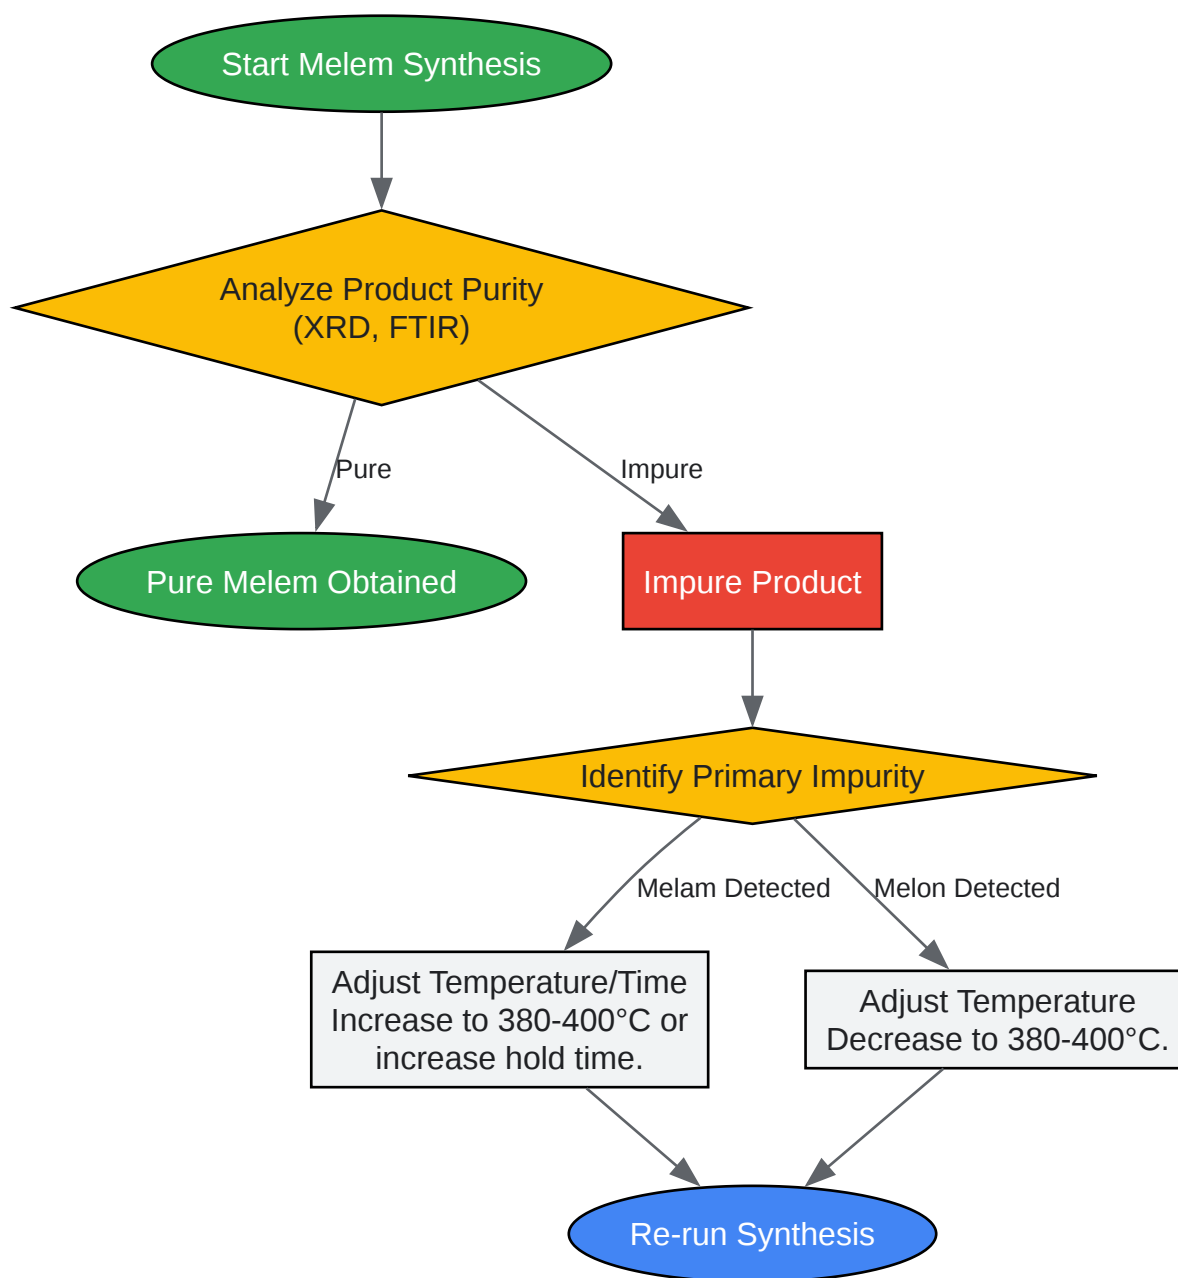 Start Melem Synthesis
Analyze Product Purity
(XRD, FTIR)
Pure
Impure
Pure Melem Obtained
Impure Product
Identify Primary Impurity
Melam Detected
Melon Detected
Adjust Temperature/Time
Increase to 380-400°C or
increase hold time.
Adjust Temperature
Decrease to 380-400°C.
Re-run Synthesis